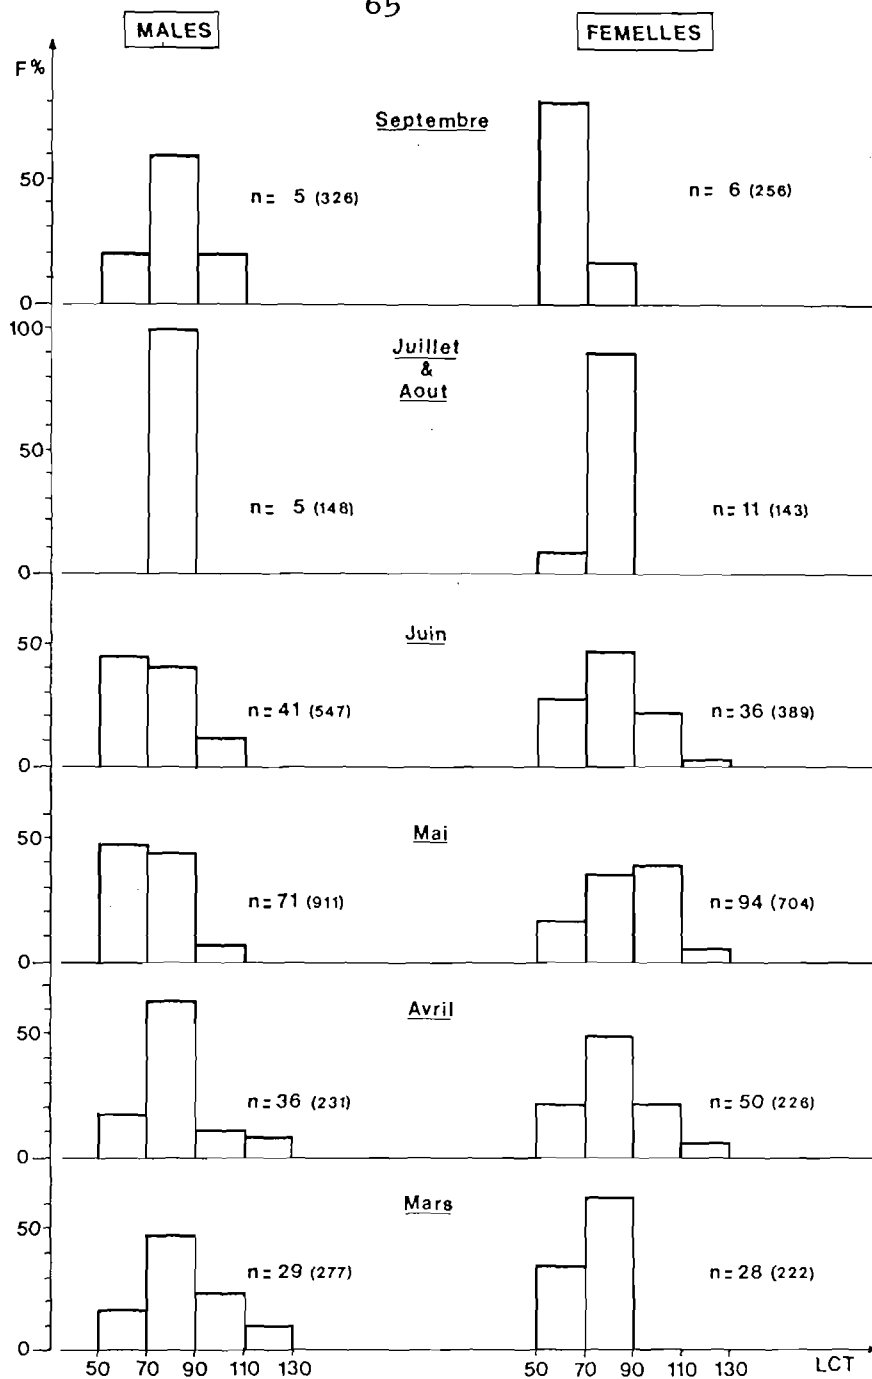 65
MALES FEMELLES
F%
Septembre
50
n= 5 (326) n= 6 (256)
0
100
Juillet
&
Aout
50
n= 5 (148) n= 11 (143)
0
Juin
50
n= 41 (547) n= 36 (389)
0
Mai
50
n= 71 (911) n= 94 (704)
0
Avril
50
n= 36 (231) n= 50 (226)
0
Mars
50
n= 29 (277) n= 28 (222)
0
50 70 90 110 130 50 70 90 110 130 LCT